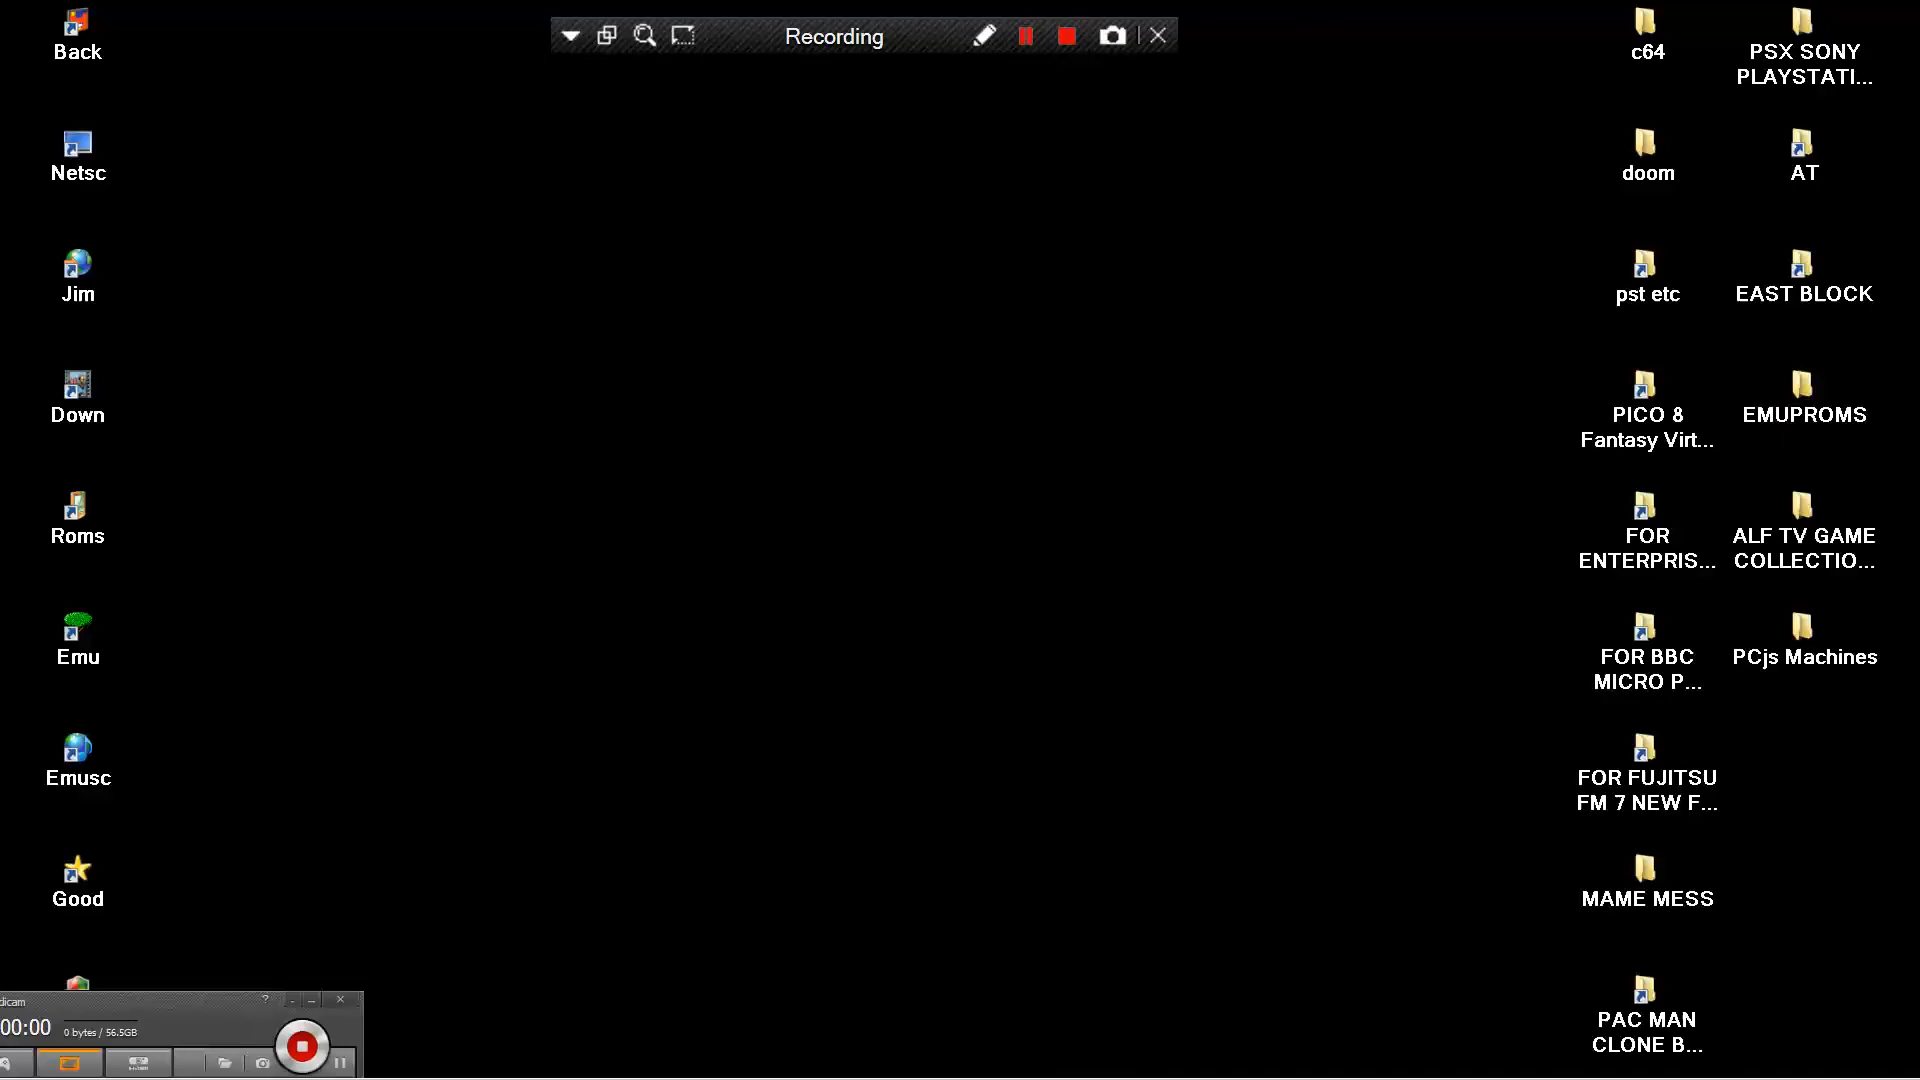 Recording
Back
Netsc
Jim
Down
Roms
Emu
Emusc
Good
c64
doom
pst etc
PICO 8
Fantasy Virt...
FOR
ENTERPRIS...
FOR BBC
MICRO P...
FOR FUJITSU
FM 7 NEW F...
MAME MESS
PAC MAN
CLONE B...
PSX SONY
PLAYSTATI...
AT
EAST BLOCK
EMUPROMS
ALF TV GAME
COLLECTIO...
PCjs Machines
dicam
00:00
0 bytes / 56.5GB